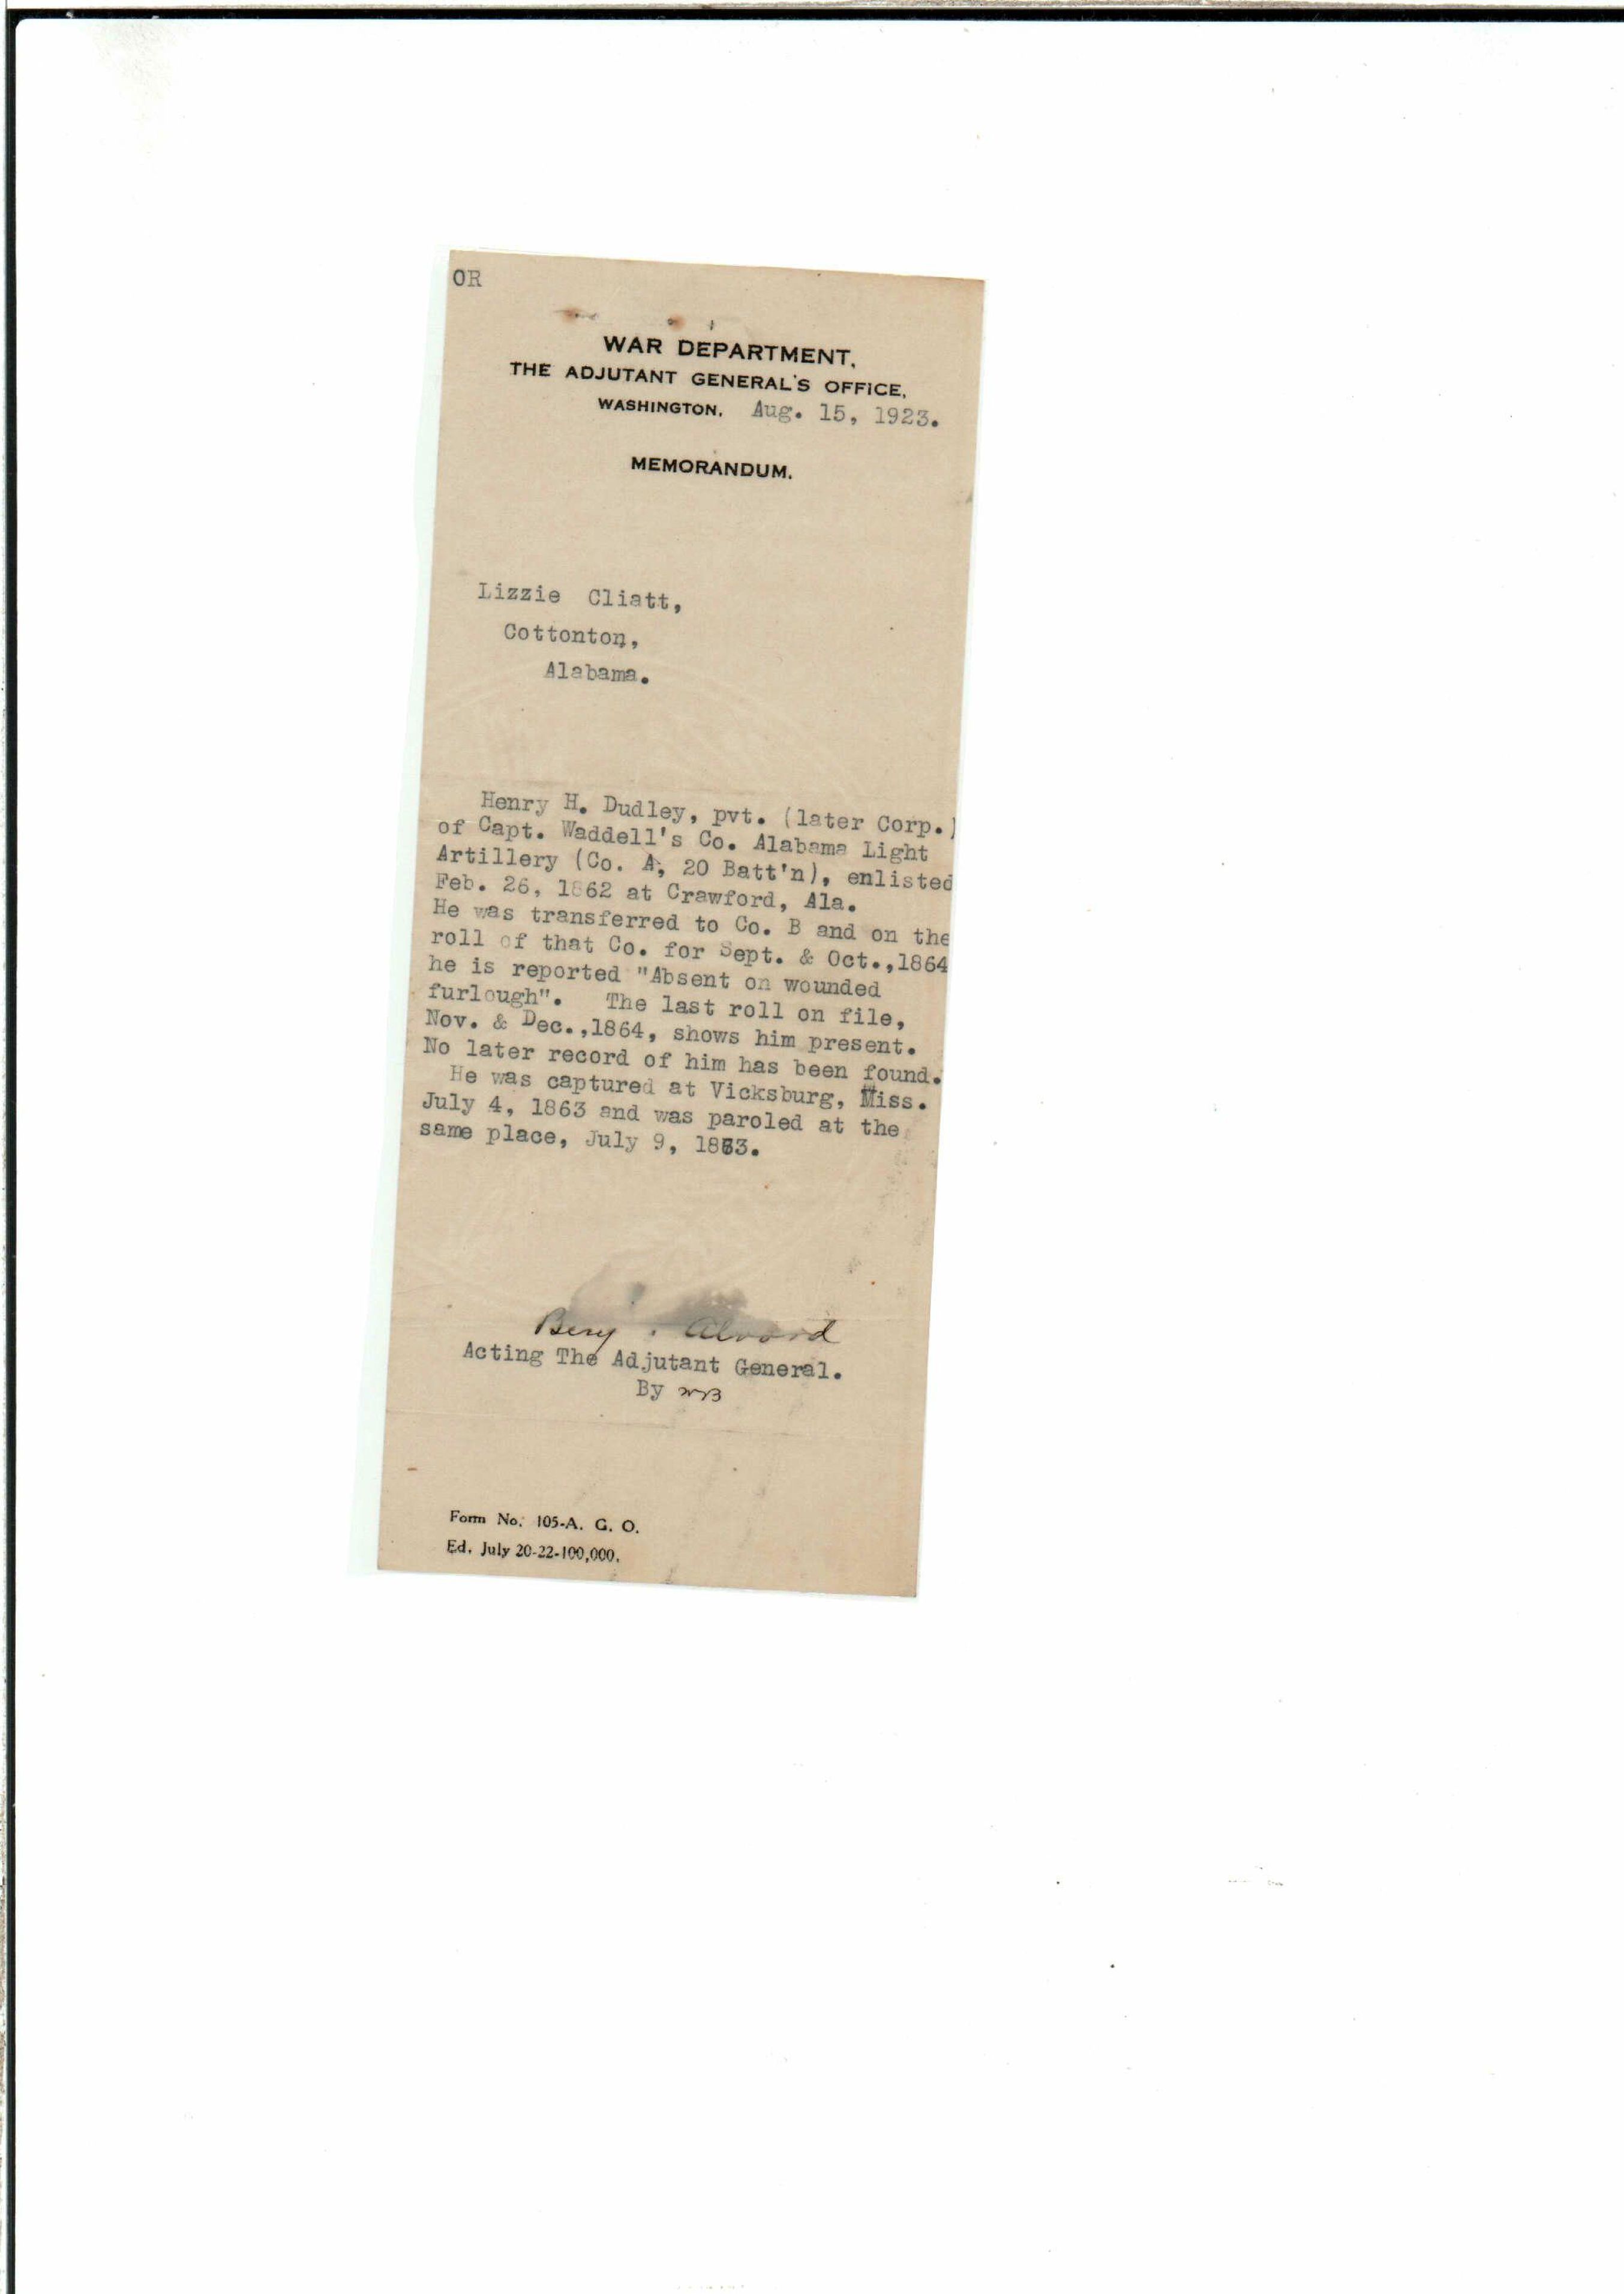 OR
WAR DEPARTMENT,
THE ADJUTANT GENERAL'S OFFICE,
WASHINGTON, Aug. 15, 1923.
MEMORANDUM.
Lizzie Cliatt,
Cottonton,
Alabama.
Henry H. Dudley, pvt. (later Corp.)
of Capt. Waddell's Co. Alabama Light
Artillery (Co. A, 20 Batt'n), enlisted
Feb. 26, 1862 at Crawford, Ala.
He was transferred to Co. B and on the
roll of that Co. for Sept. & Oct.,1864
he is reported "Absent on wounded
furlough". The last roll on file,
Nov. & Dec.,1864, shows him present.
No later record of him has been found.
He was captured at Vicksburg, Miss.
July 4, 1863 and was paroled at the
same place, July 9, 1863.
Benj. Alvord
Acting The Adjutant General.
By WB
Form No. 105-A. G. O.
Ed. July 20-22-100,000.